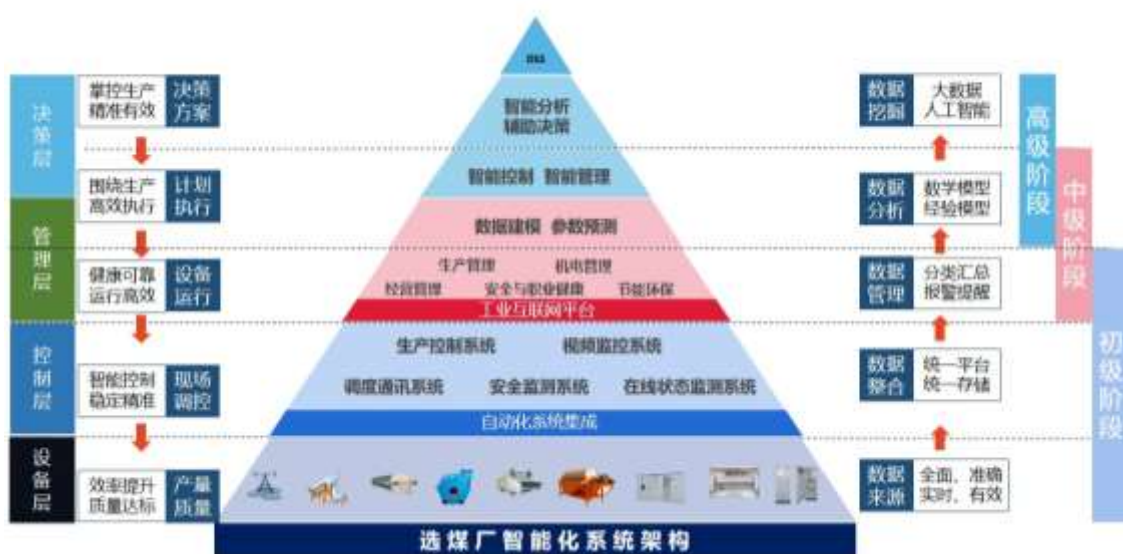 决策层
管理层
控制层
设备层
掌控生产
精准有效
决策
方案
围绕生产
高效执行
计划
执行
健康可靠
运行高效
设备
运行
智能控制
稳定精准
现场
调控
效率提升
质量达标
产量
质量
智能分析
辅助决策
智能控制 智能管理
数据建模 参数预测
生产管理 机电管理
经营管理 安全与职业健康 节能环保
工业互联网平台
生产控制系统 视频监控系统
调度通讯系统 安全监测系统 在线状态监测系统
自动化系统集成
选煤厂智能化系统架构
数据
挖掘
大数据
人工智能
数据
分析
数学模型
经验模型
数据
管理
分类汇总
报警提醒
数据
整合
统一平台
统一存储
数据
来源
全面，准确
实时，有效
高级阶段
中级阶段
初级阶段